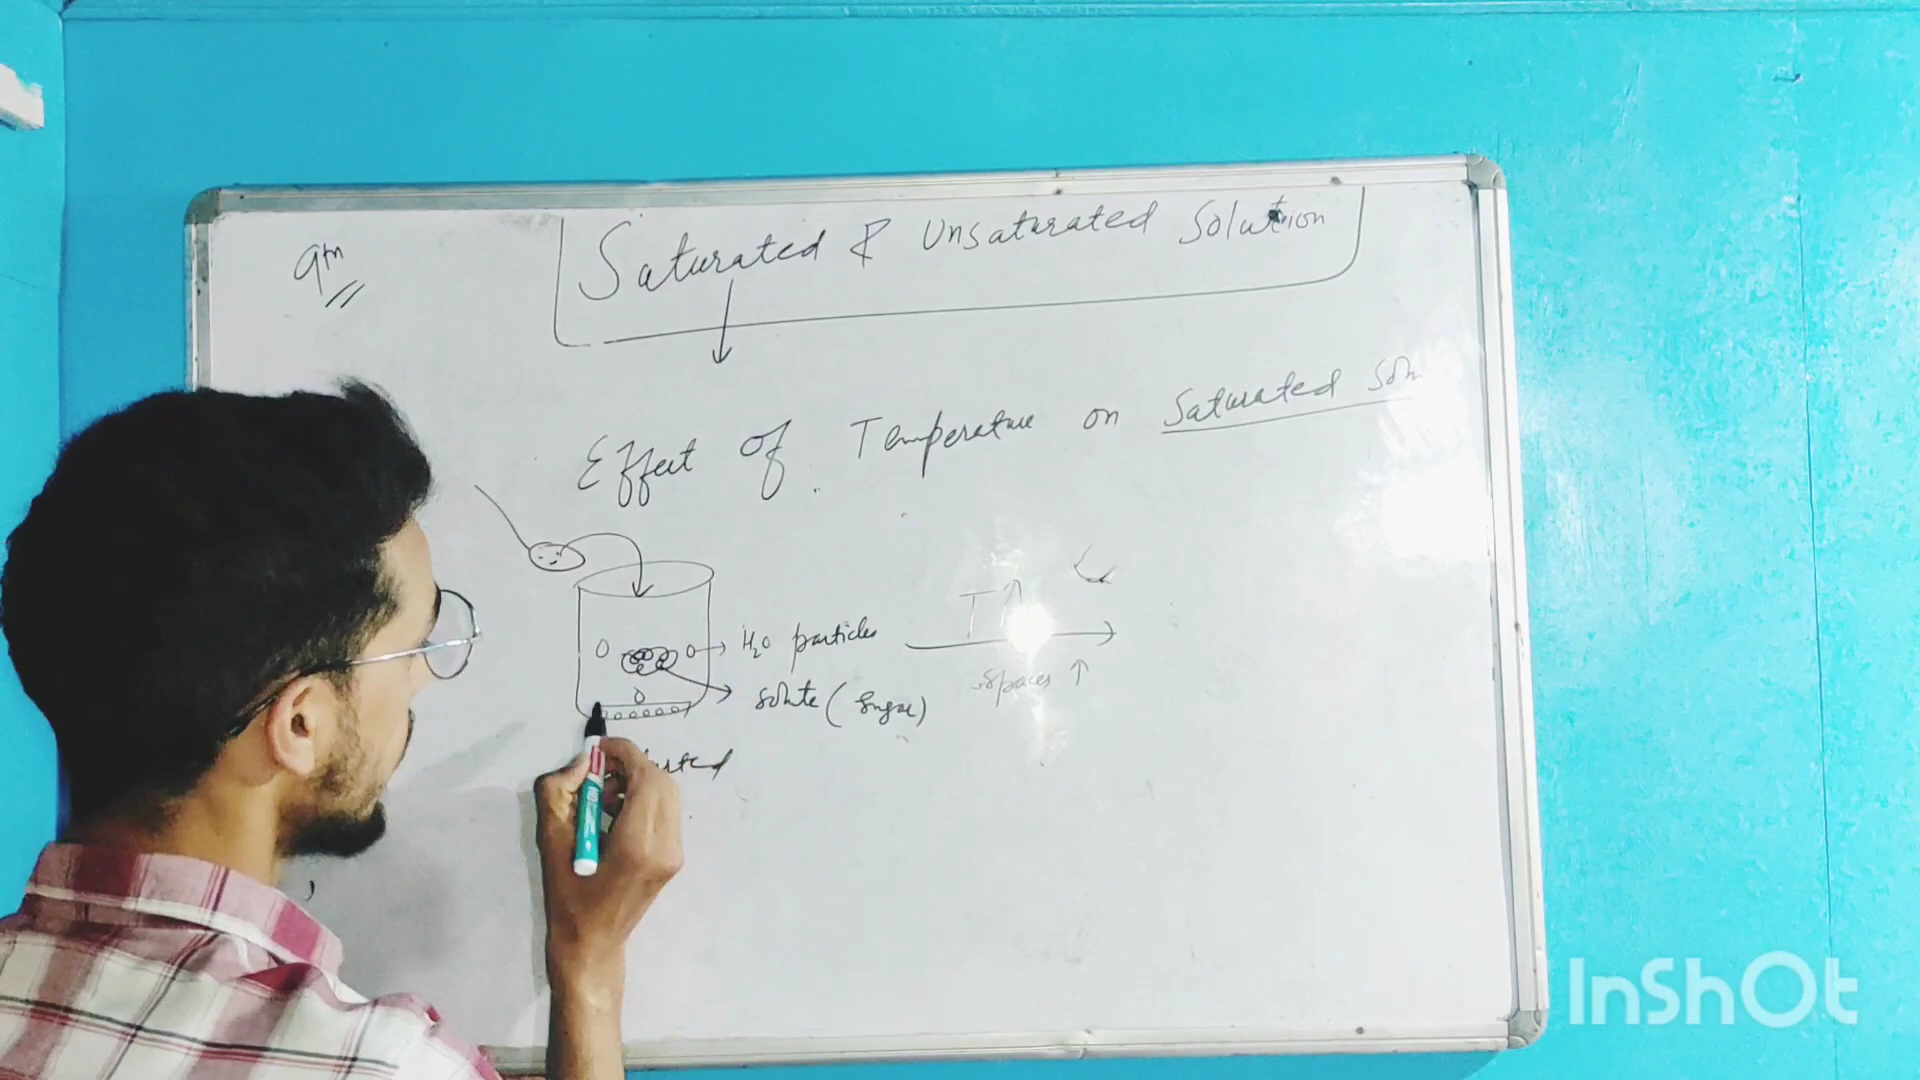 9th
Saturated & Unsaturated Solution
Effect of Temperature on Saturated Soln
T↑
H₂O particles
spaces ↑
solute (Sugar)
InShOt